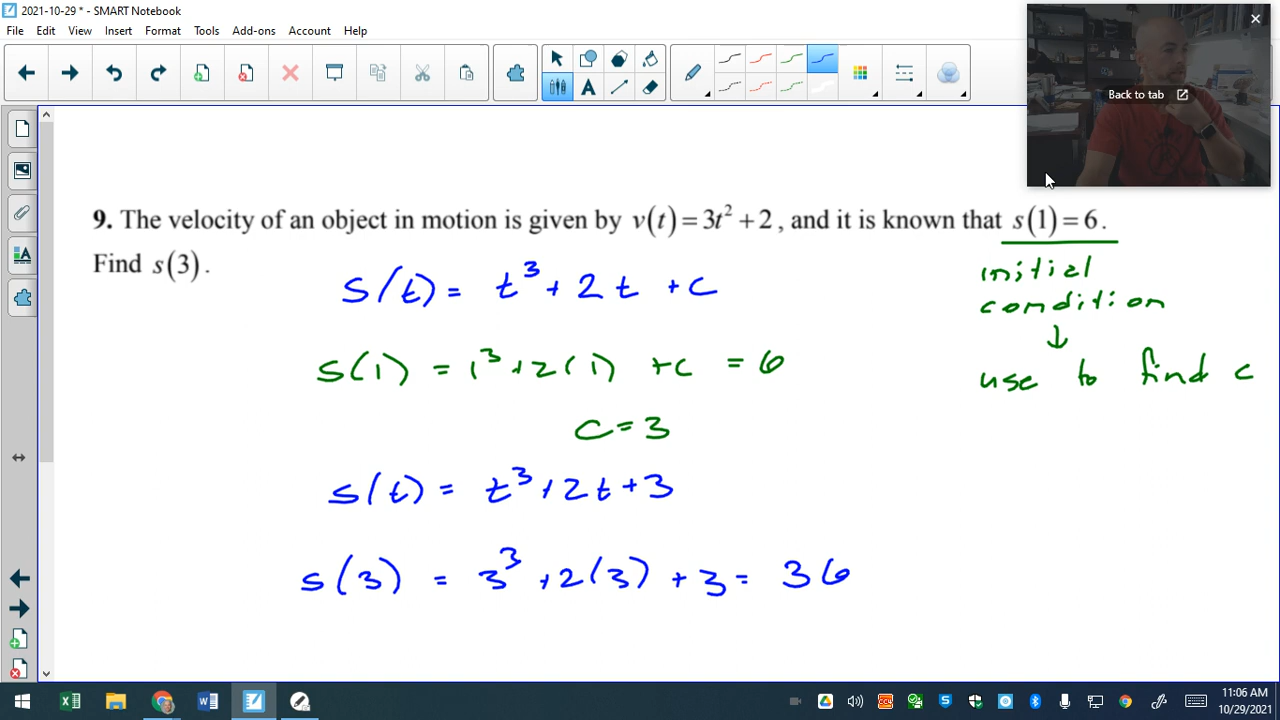 2021-10-29 * - SMART Notebook
File Edit View Insert Format Tools Add-ons Account Help
Back to tab
9. The velocity of an object in motion is given by v(t) = 3t² + 2, and it is known that s(1) = 6.
Find s(3).
s(t) = t³ + 2t + c
initial
condition
↓
use to find c
s(1) = 1³ + 2(1) + c = 6
c = 3
s(t) = t³ + 2t + 3
s(3) = 3³ + 2(3) + 3 = 36
11:06 AM
10/29/2021